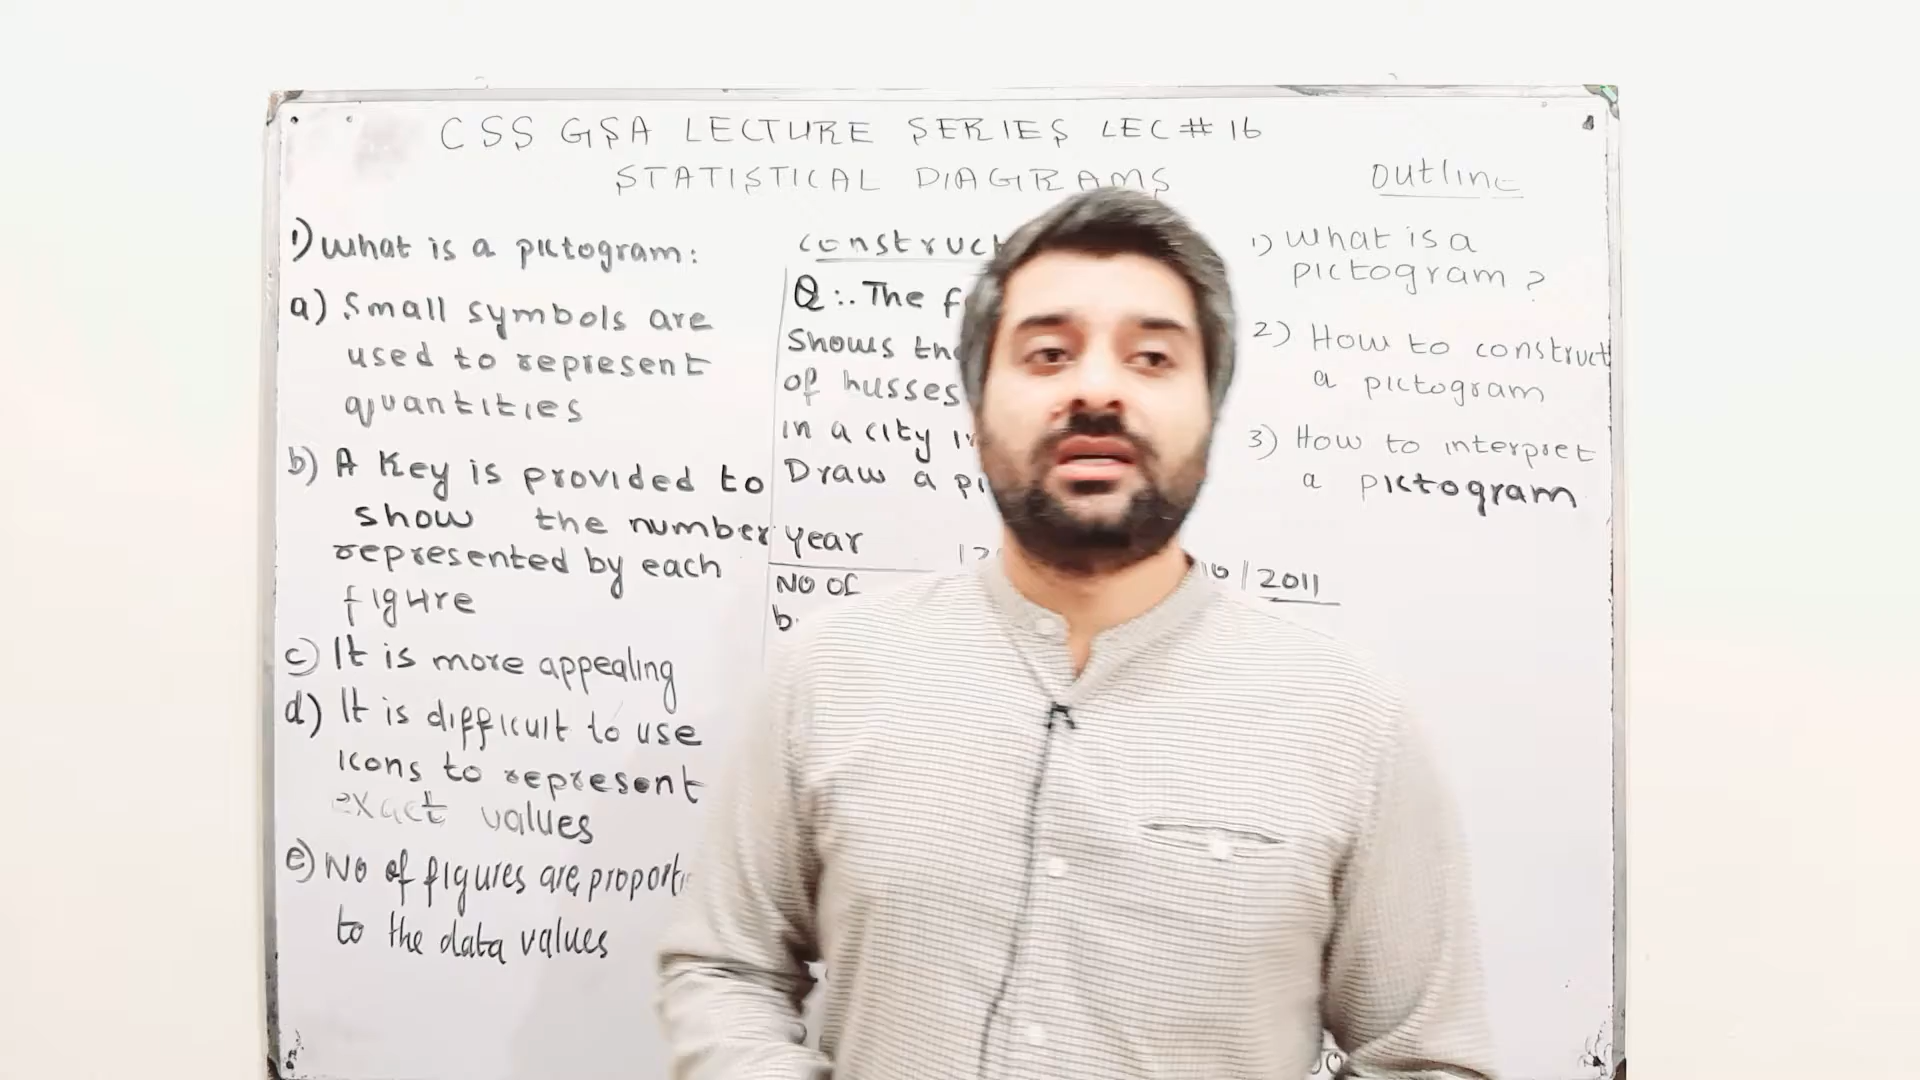 CSS GSA LECTURE SERIES LEC # 16
STATISTICAL DIAGRAMS
1) what is a pictogram:
a) Small symbols are
used to represent
quantities
b) A Key is provided to
show the number
represented by each
figure
c) It is more appealing
d) It is difficult to use
icons to represent
exact values
e) No of figures are
to the data values
Q:. The
Shows
of busses
in a city
Draw a
year
2011
No of
Outline
1) What is a
pictogram ?
2) How to construct
a pictogram
3) How to interpret
a pictogram